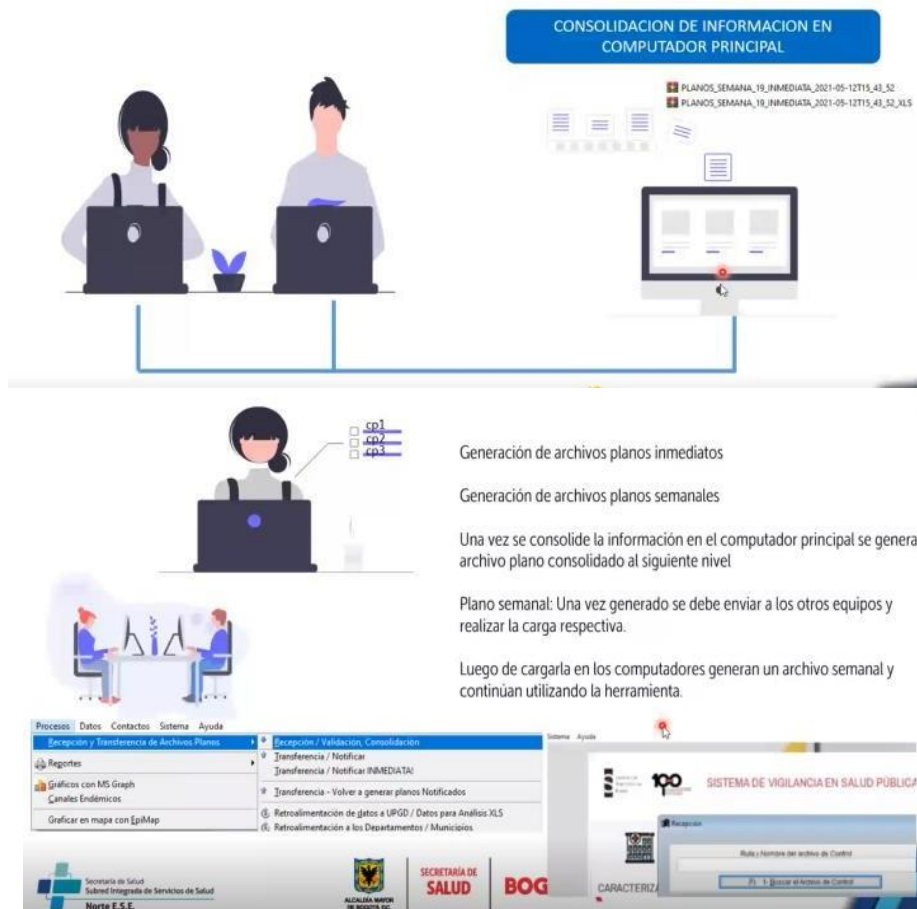 CONSOLIDACION DE INFORMACION EN
COMPUTADOR PRINCIPAL
PLANOS_SEMANA_19_INMEDIATA_2021-05-12T15_43_52
PLANOS_SEMANA_19_INMEDIATA_2021-05-12T15_43_52_XLS
cp1
cp2
cp3
Generación de archivos planos inmediatos
Generación de archivos planos semanales
Una vez se consolide la información en el computador principal se genera
archivo plano consolidado al siguiente nivel
Plano semanal: Una vez generado se debe enviar a los otros equipos y
realizar la carga respectiva.
Luego de cargarla en los computadores generan un archivo semanal y
continúan utilizando la herramienta.
Procesos Datos Contactos Sistema Ayuda
Recepción y Transferencia de Archivos Planos
Reportes
Gráficos con MS Graph
Canales Endémicos
Graficar en mapa con EpiMap
Recepción / Validación, Consolidación
Transferencia / Notificar
Transferencia / Notificar INMEDIATA!
Transferencia - Volver a generar planos Notificados
Retroalimentación de datos a UPGD / Datos para Analisis XLS
Retroalimentación a los Departamentos / Municipios
Sistema Ayuda
100
SISTEMA DE VIGILANCIA EN SALUD PÚBLICA
Recepción
Ruta y Nombre del archivo de Control
1- Buscar el Archivo de Control
CARACTERIZA
Secretaría de Salud
Subred Integrada de Servicios de Salud
Norte E.S.E.
ALCALDÍA MAYOR
DE BOGOTÁ D.C.
SECRETARÍA DE
SALUD
BOG